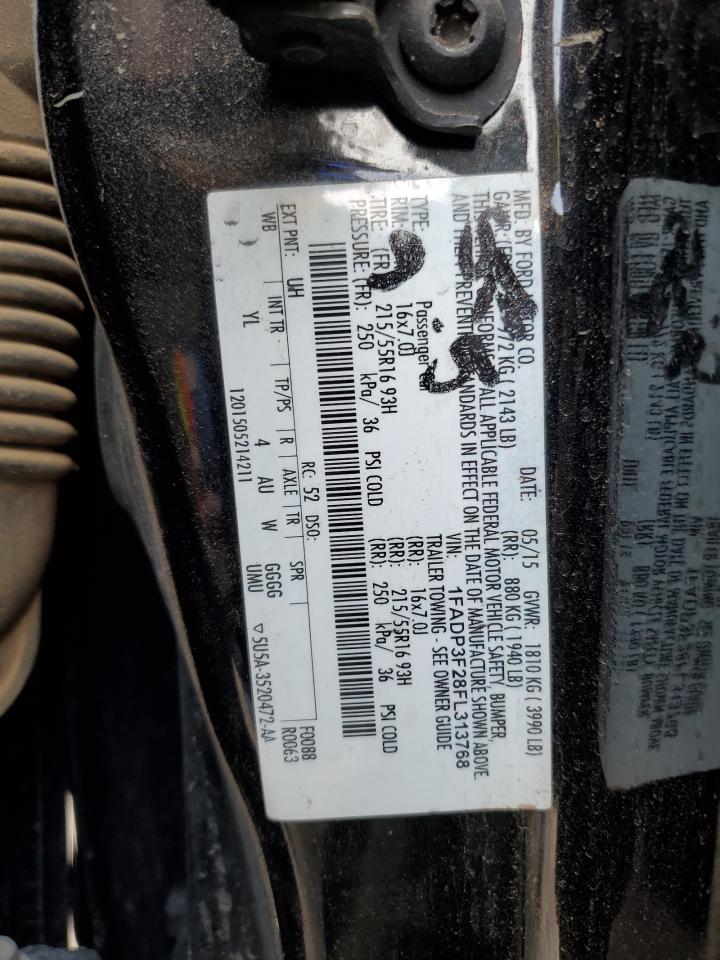 MFD. BY FORD MOTOR CO. DATE: 05/15 GVWR: 1810 KG ( 3990 LB)
972 KG ( 2143 LB) (RR): 880 KG ( 1940 LB)
ALL APPLICABLE FEDERAL MOTOR VEHICLE SAFETY, BUMPER,
AND PREVENTION STANDARDS IN EFFECT ON THE DATE OF MANUFACTURE SHOWN ABOVE.
VIN: 1FADP3F28FL313768
TYPE: Passenger TRAILER TOWING - SEE OWNER GUIDE
RIM: 16x7.0J (RR): 16x7.0J
TIRE: (FR) 215/55R16 93H (RR): 215/55R16 93H
PRESSURE: (FR): 250 kPa/ 36 PSI COLD (RR): 250 kPa/ 36 PSI COLD
RC: 52 DSO:
F0088
EXT PNT: UH INT TR TP/PS R AXLE TR SPR R0063
WB YL 4 AU W GGGG
UMU
1201505214211 ▽5U5A-3520472-AA